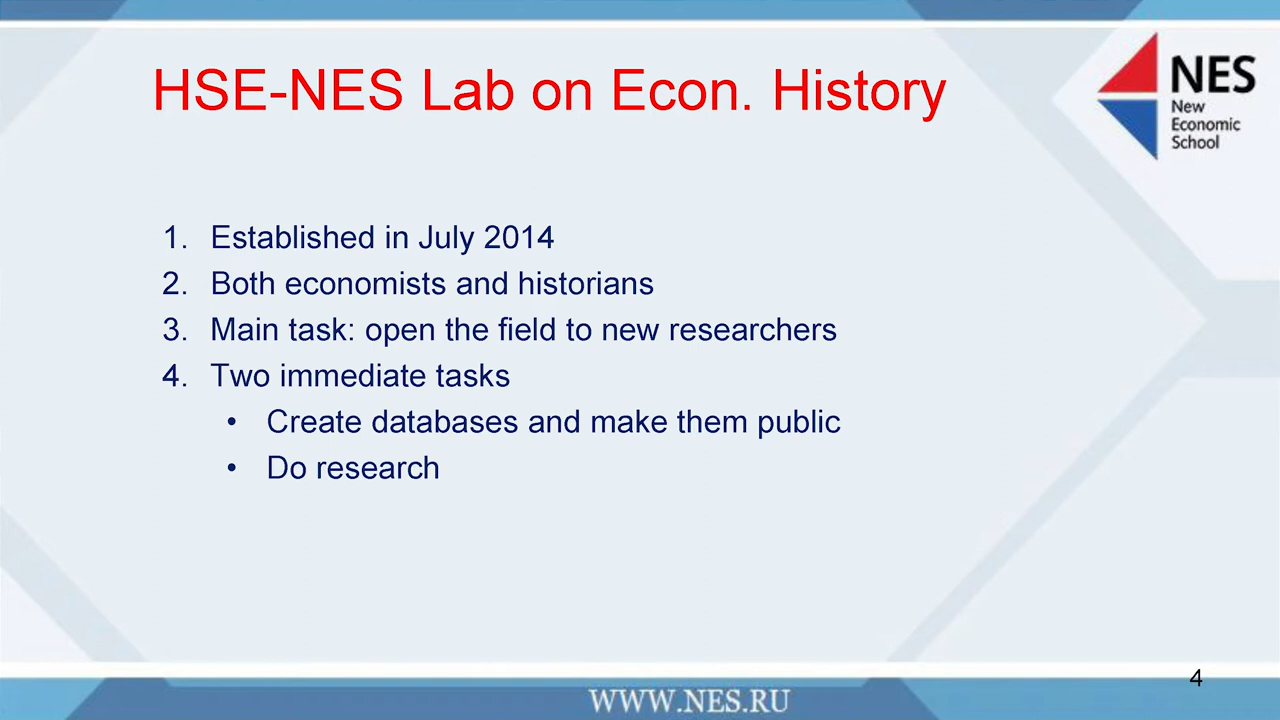 HSE-NES Lab on Econ. History
NES
New
Economic
School
1. Established in July 2014
2. Both economists and historians
3. Main task: open the field to new researchers
4. Two immediate tasks
• Create databases and make them public
• Do research
4
WWW.NES.RU